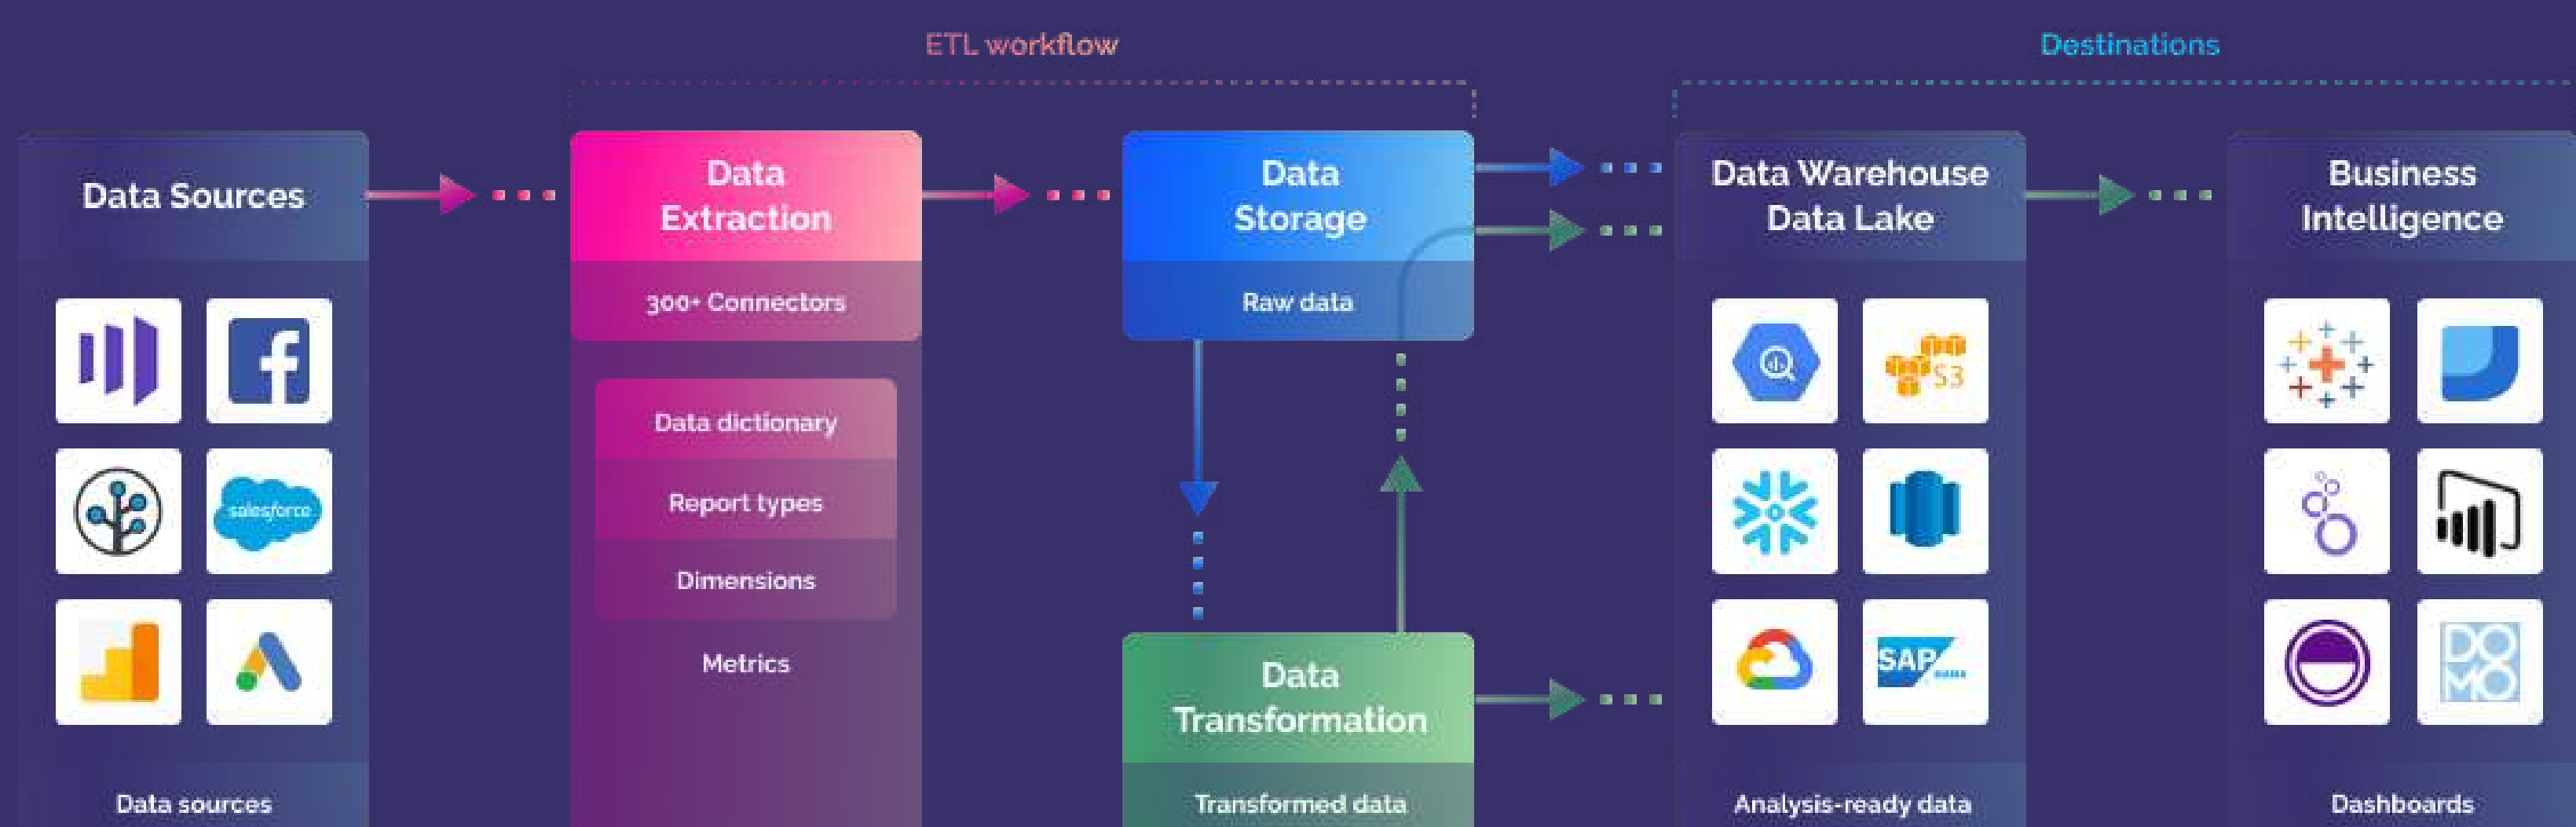 ETL workflow
Destinations
Data Sources
Data
Extraction
Data
Storage
Data Warehouse
Data Lake
Business
Intelligence
300+ Connectors
Raw data
Data dictionary
Report types
Dimensions
Metrics
salesforce
S3
SAP
DO
MO
Data
Transformation
Data sources
Transformed data
Analysis-ready data
Dashboards